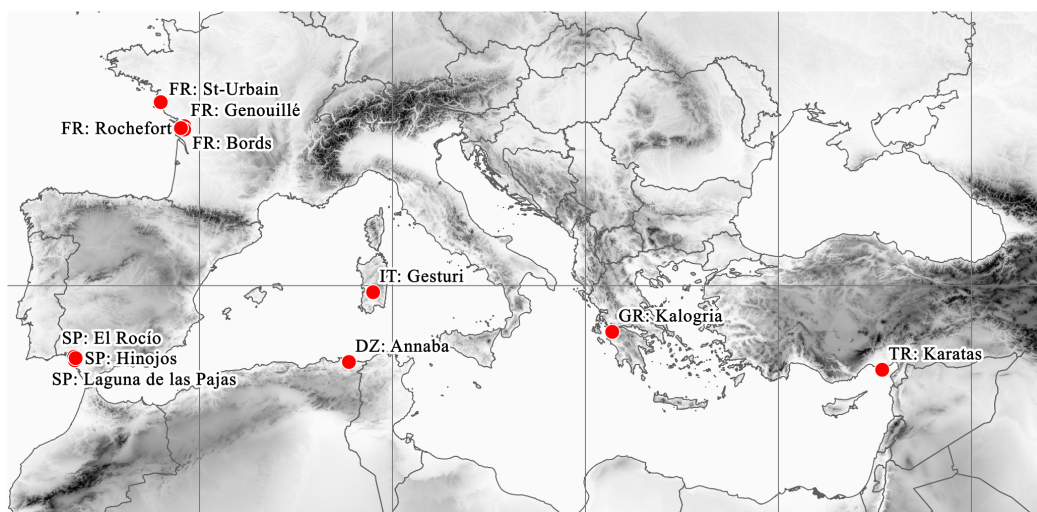 FR: St-Urbain
FR: Genouillé
FR: Rochefort
FR: Bords
IT: Gesturi
GR: Kalogria
SP: El Rocío
DZ: Annaba
SP: Hinojos
TR: Karatas
SP: Laguna de las Pajas